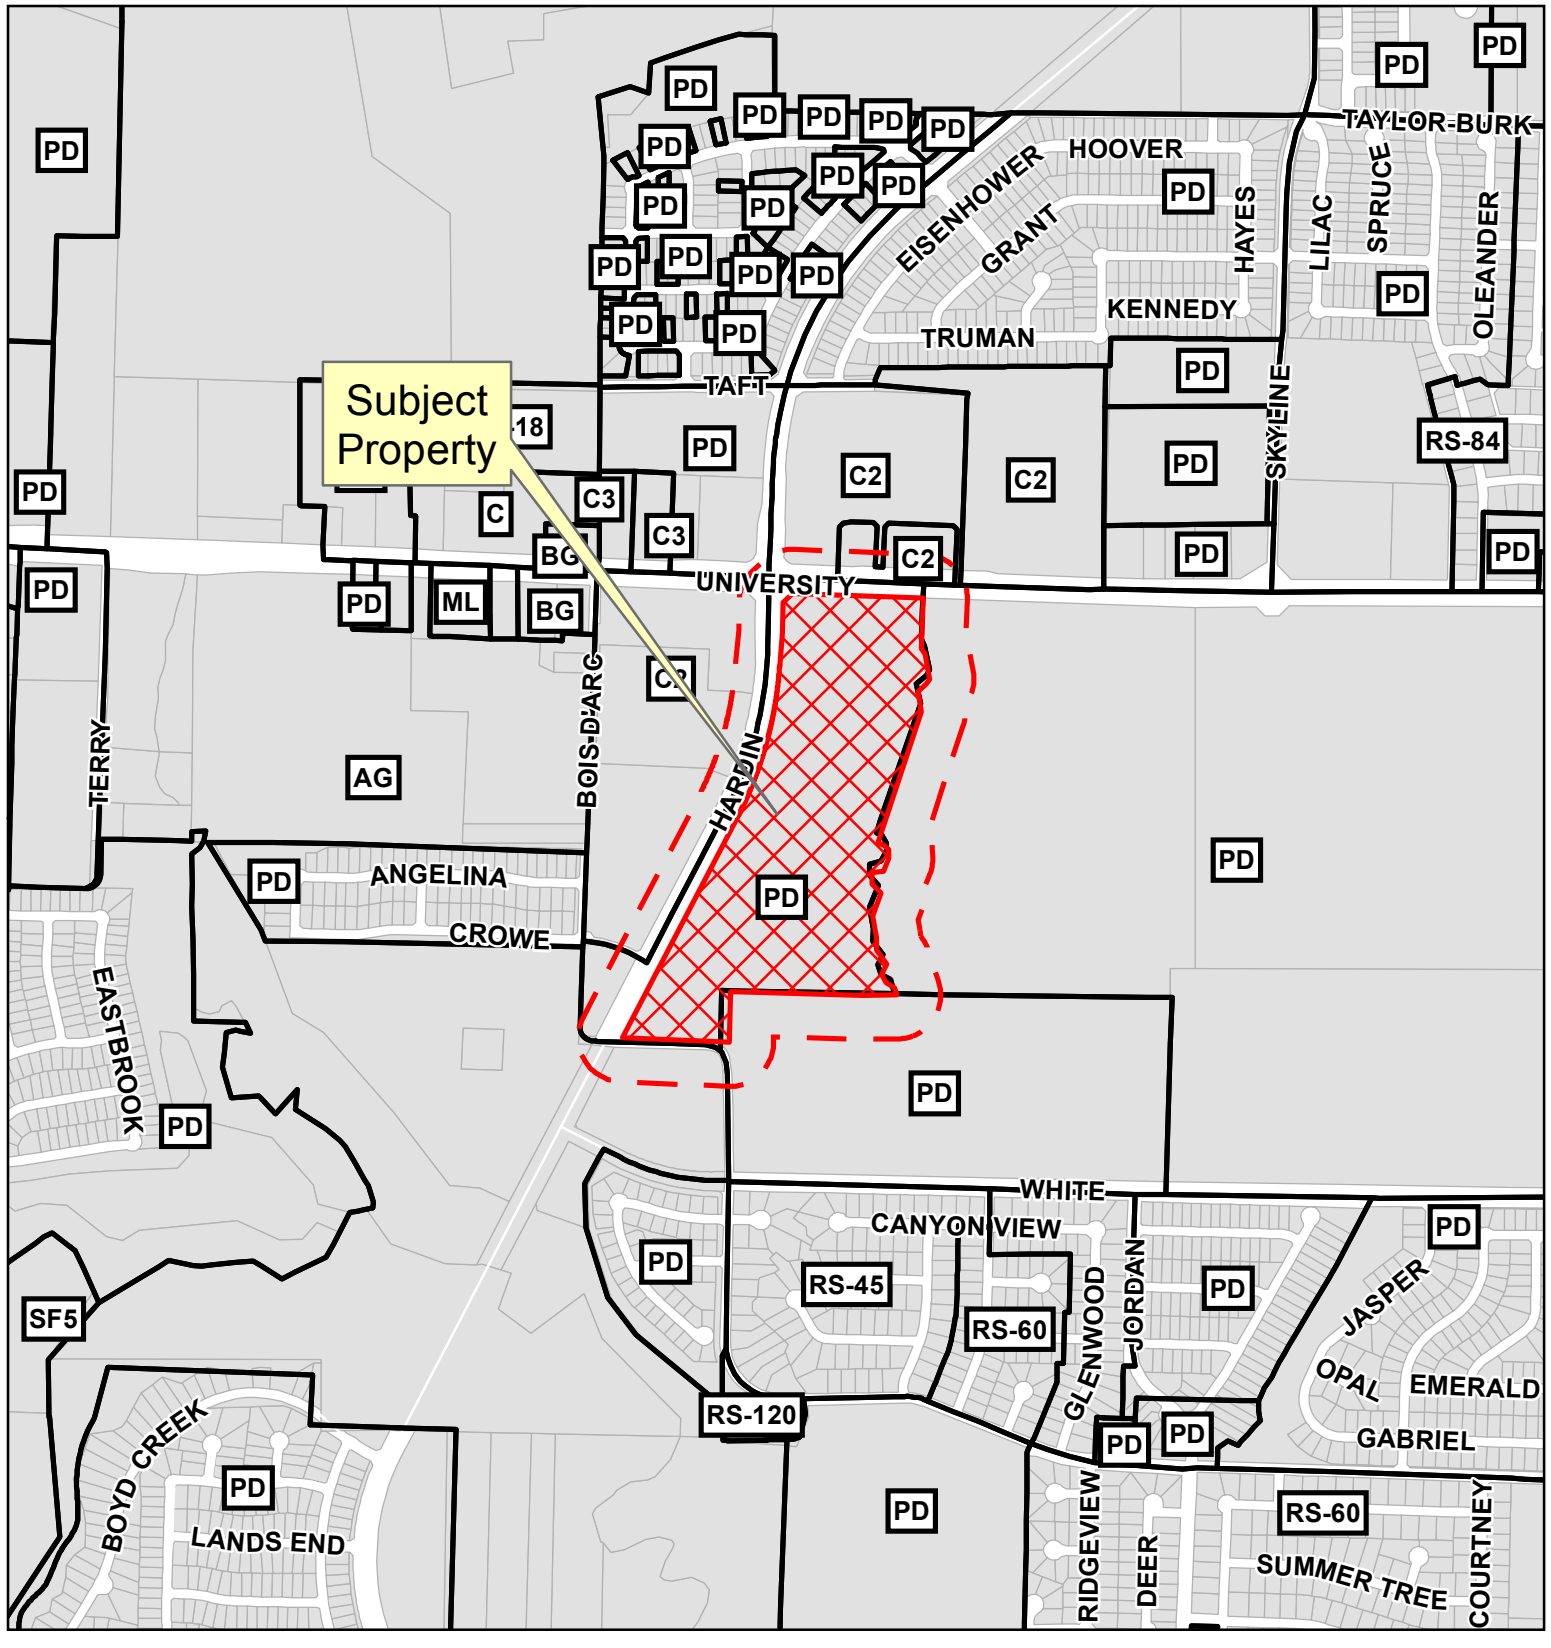 PD
PD
PD
PD
PD
PD
PD
PD
TAYLOR-BURK
PD
HOOVER
PD
PD
PD
PD
PD
PD
EISENHOWER
GRANT
HAYES
LILAC
SPRUCE
OLEANDER
PD
PD
PD
PD
PD
KENNEDY
PD
PD
TRUMAN
TAFT
PD
SKYLINE
Subject
Property
-18
PD
C2
C2
PD
RS-84
PD
C
C3
C3
BG
C2
PD
PD
UNIVERSITY
PD
PD
ML
BG
C2
BOIS-D'ARC
TERRY
HARDIN
AG
PD
PD
ANGELINA
PD
CROWE
EASTBROOK
PD
PD
WHITE
CANYON VIEW
PD
PD
RS-45
PD
JASPER
SF5
RS-60
GLENWOOD
JORDAN
OPAL
EMERALD
BOYD CREEK
RS-120
PD
PD
GABRIEL
PD
PD
RS-60
LANDS END
RIDGEVIEW
DEER
SUMMER TREE
COURTNEY